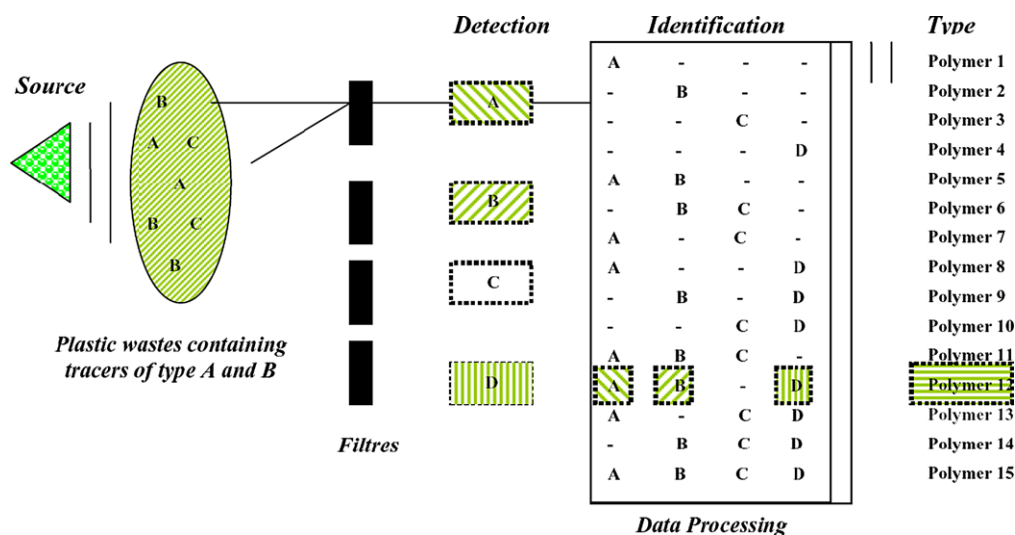 Detection Identification Type
Source
B
A C
A
B C
B
Plastic wastes containing
tracers of type A and B
Filtres
A
B
C
D
A - - - Polymer 1
- B - - Polymer 2
- - C - Polymer 3
- - - D Polymer 4
A B - - Polymer 5
- B C - Polymer 6
A - C - Polymer 7
A - - D Polymer 8
- B - D Polymer 9
- - C D Polymer 10
A B C - Polymer 11
A B - D Polymer 12
A - C D Polymer 13
- B C D Polymer 14
A B C D Polymer 15
Data Processing